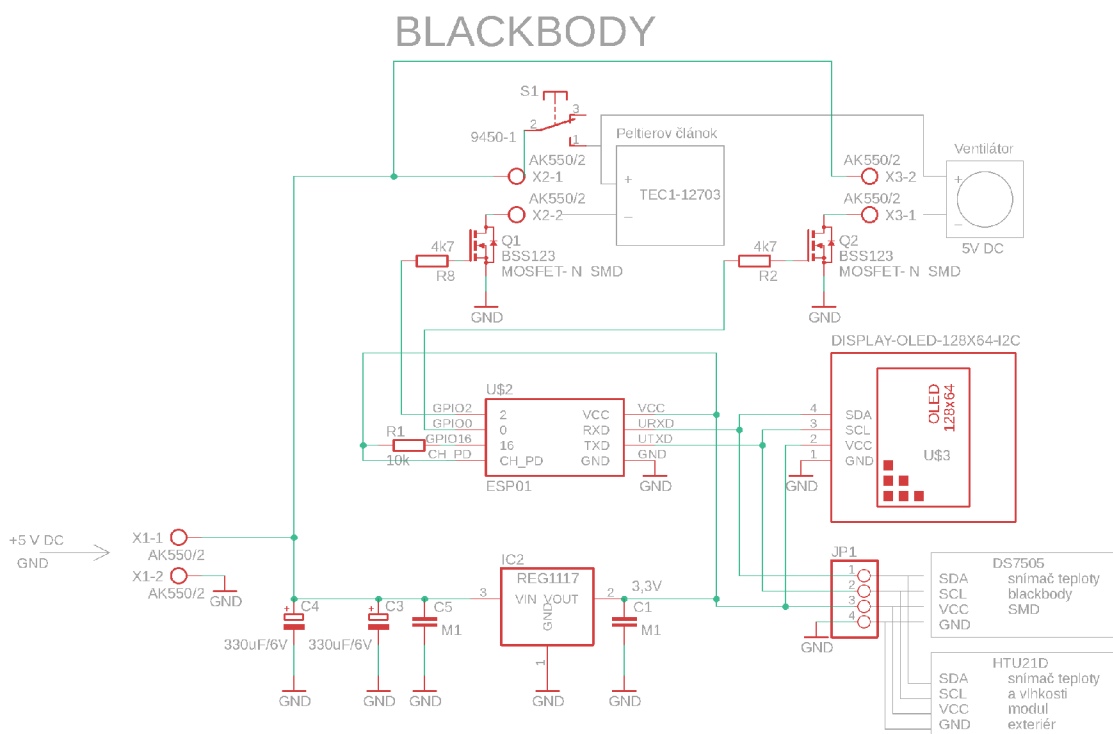 BLACKBODY
S1
3
2
9450-1
1
Peltierov článok
Ventilátor
AK550/2
X2-1
AK550/2
X3-2
+
TEC1-12703
+
AK550/2
X2-2
–
AK550/2
X3-1
–
5V DC
4k7
R8
Q1
BSS123
MOSFET- N SMD
4k7
R2
Q2
BSS123
MOSFET- N SMD
GND
GND
DISPLAY-OLED-128X64-I2C
U$2
GPIO2
2
VCC
VCC
GPIO0
0
RXD
URXD
R1
GPIO16
16
TXD
UTXD
10k
CH_PD
CH_PD
GND
GND
ESP01
GND
OLED
128x64
4
SDA
3
SCL
2
VCC
U$3
1
GND
GND
+5 V DC
GND
X1-1
AK550/2
X1-2
AK550/2
GND
IC2
REG1117
3
VIN
VOUT
2
3,3V
GND
1
C4
+
330uF/6V
C3
+
330uF/6V
C5
M1
C1
M1
GND
GND
GND
GND
GND
JP1
1
2
3
4
GND
DS7505
SDA
snímač teploty
SCL
blackbody
VCC
SMD
GND
HTU21D
SDA
snímač teploty
SCL
a vlhkosti
VCC
modul
GND
exteriér